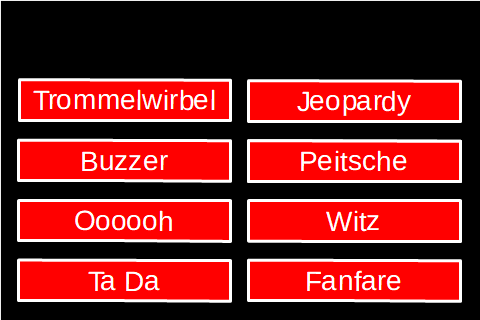 Trommelwirbel
Jeopardy
Buzzer
Peitsche
Oooooh
Witz
Ta Da
Fanfare